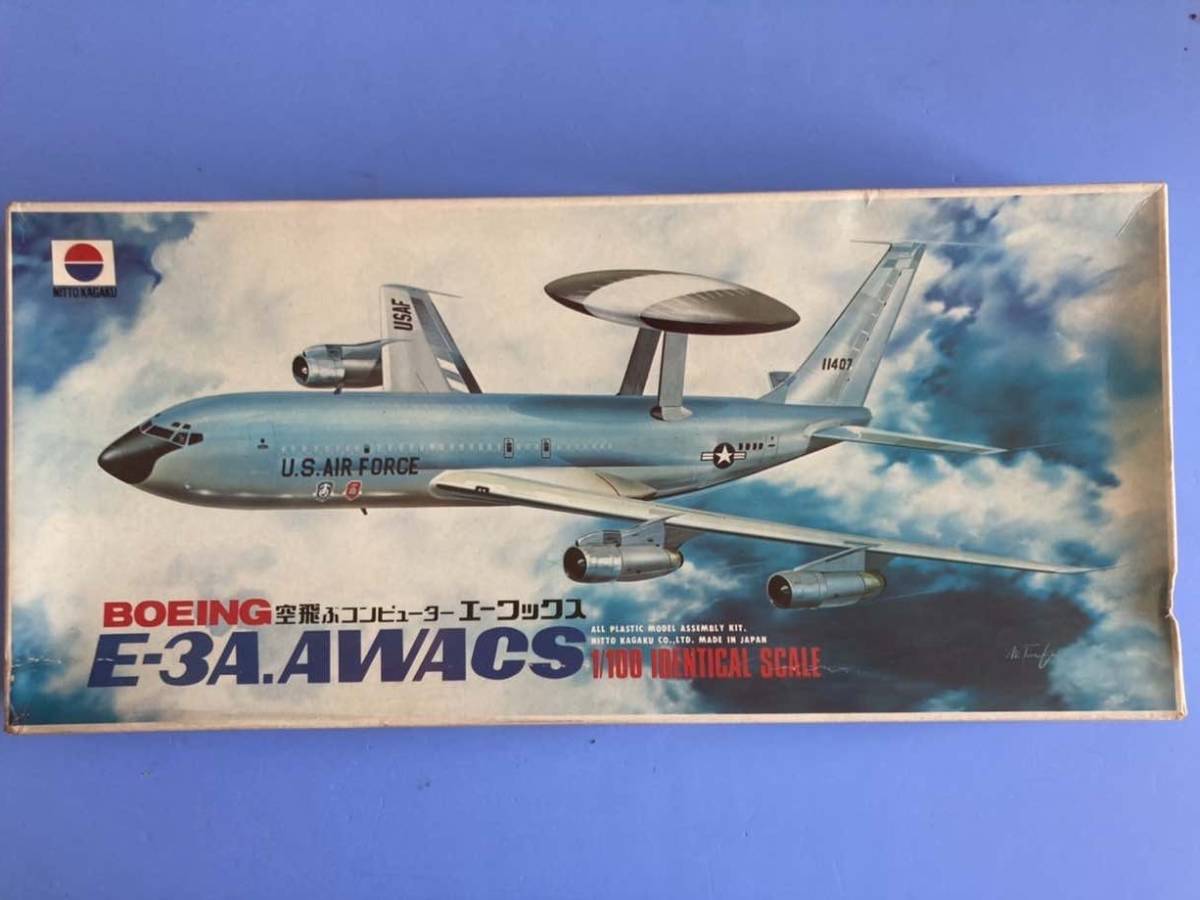 NITTO KAGAKU
USAF
11407
U.S. AIR FORCE
BOEING 空飛ぶコンピューター エーワックス
E-3A.AWACS
ALL PLASTIC MODEL ASSEMBLY KIT.
NITTO KAGAKU CO.,LTD. MADE IN JAPAN
1/100 IDENTICAL SCALE